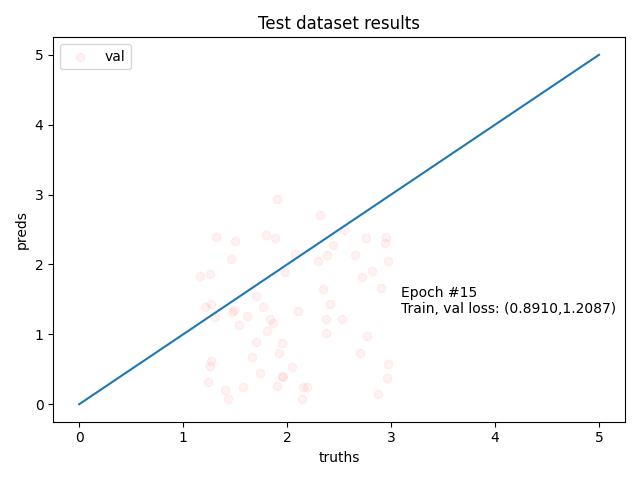 Test dataset results
val
preds
5
4
3
2
1
0
Epoch #15
Train, val loss: (0.8910,1.2087)
0 1 2 3 4 5
truths